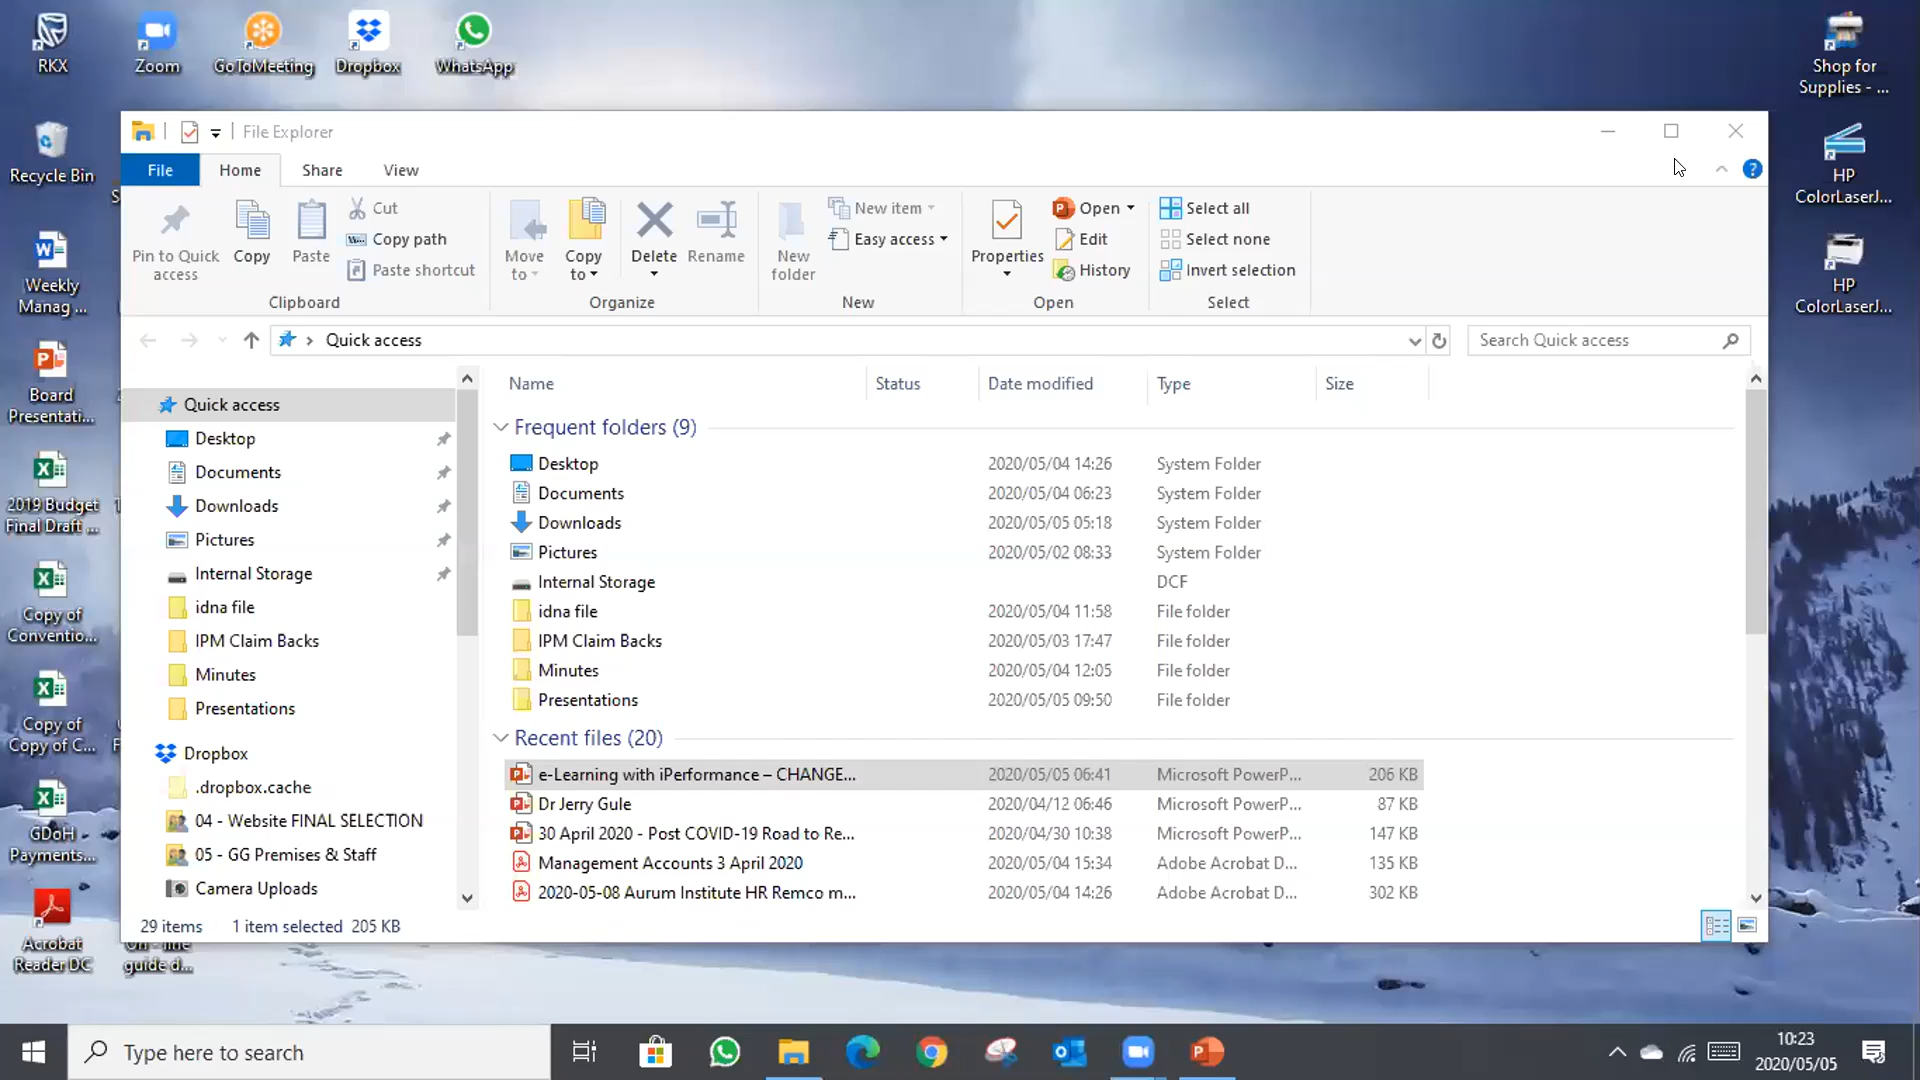 RKX
Zoom
GoToMeeting
Dropbox
WhatsApp
Shop for
Supplies - ...
Recycle Bin
HP
ColorLaserJ...
Weekly
Manag ...
HP
ColorLaserJ...
Board
Presentati...
2019 Budget
Final Draft ...
Copy of
Conventio...
Copy of
Copy of C...
GDoH
Payments...
Acrobat
Reader DC
On - line
guide d...
File Explorer
File
Home
Share
View
?
Pin to Quick
access
Copy
Paste
Cut
Copy path
Paste shortcut
Clipboard
Move
to
Copy
to
Delete
Rename
Organize
New
folder
New item
Easy access
New
Properties
Open
Edit
History
Open
Select all
Select none
Invert selection
Select
Quick access
Search Quick access
Quick access
Desktop
Documents
Downloads
Pictures
Internal Storage
idna file
IPM Claim Backs
Minutes
Presentations
Dropbox
.dropbox.cache
04 - Website FINAL SELECTION
05 - GG Premises & Staff
Camera Uploads
Name Status Date modified Type Size
Frequent folders (9)
Desktop 2020/05/04 14:26 System Folder
Documents 2020/05/04 06:23 System Folder
Downloads 2020/05/05 05:18 System Folder
Pictures 2020/05/02 08:33 System Folder
Internal Storage DCF
idna file 2020/05/04 11:58 File folder
IPM Claim Backs 2020/05/03 17:47 File folder
Minutes 2020/05/04 12:05 File folder
Presentations 2020/05/05 09:50 File folder
Recent files (20)
e-Learning with iPerformance – CHANGE... 2020/05/05 06:41 Microsoft PowerP... 206 KB
Dr Jerry Gule 2020/04/12 06:46 Microsoft PowerP... 87 KB
30 April 2020 - Post COVID-19 Road to Re... 2020/04/30 10:38 Microsoft PowerP... 147 KB
Management Accounts 3 April 2020 2020/05/04 15:34 Adobe Acrobat D... 135 KB
2020-05-08 Aurum Institute HR Remco m... 2020/05/04 14:26 Adobe Acrobat D... 302 KB
29 items 1 item selected 205 KB
Type here to search
10:23
2020/05/05